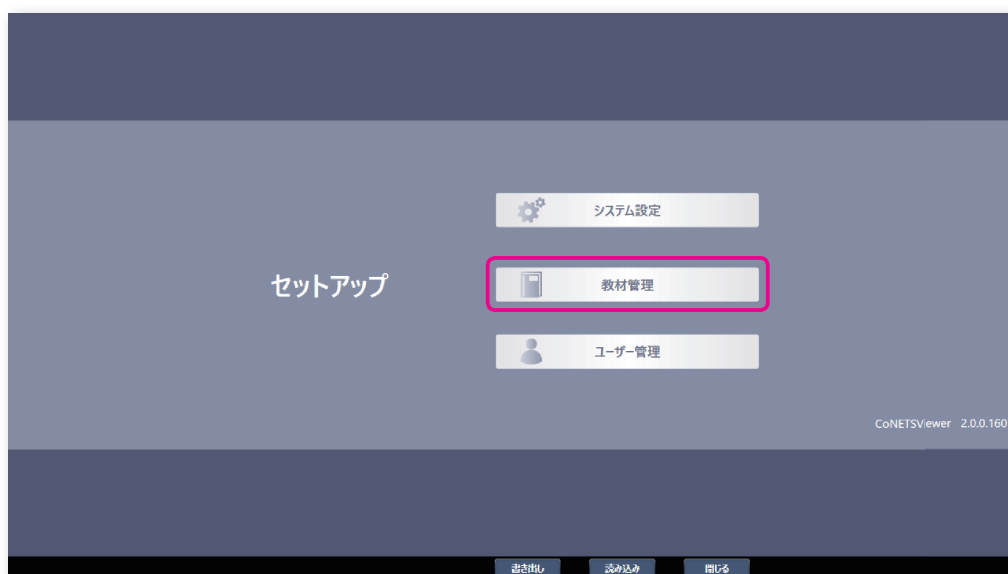 システム設定
セットアップ
教材管理
ユーザー管理
CoNETSViewer 2.0.0.160
書き出し 読み込み 閉じる